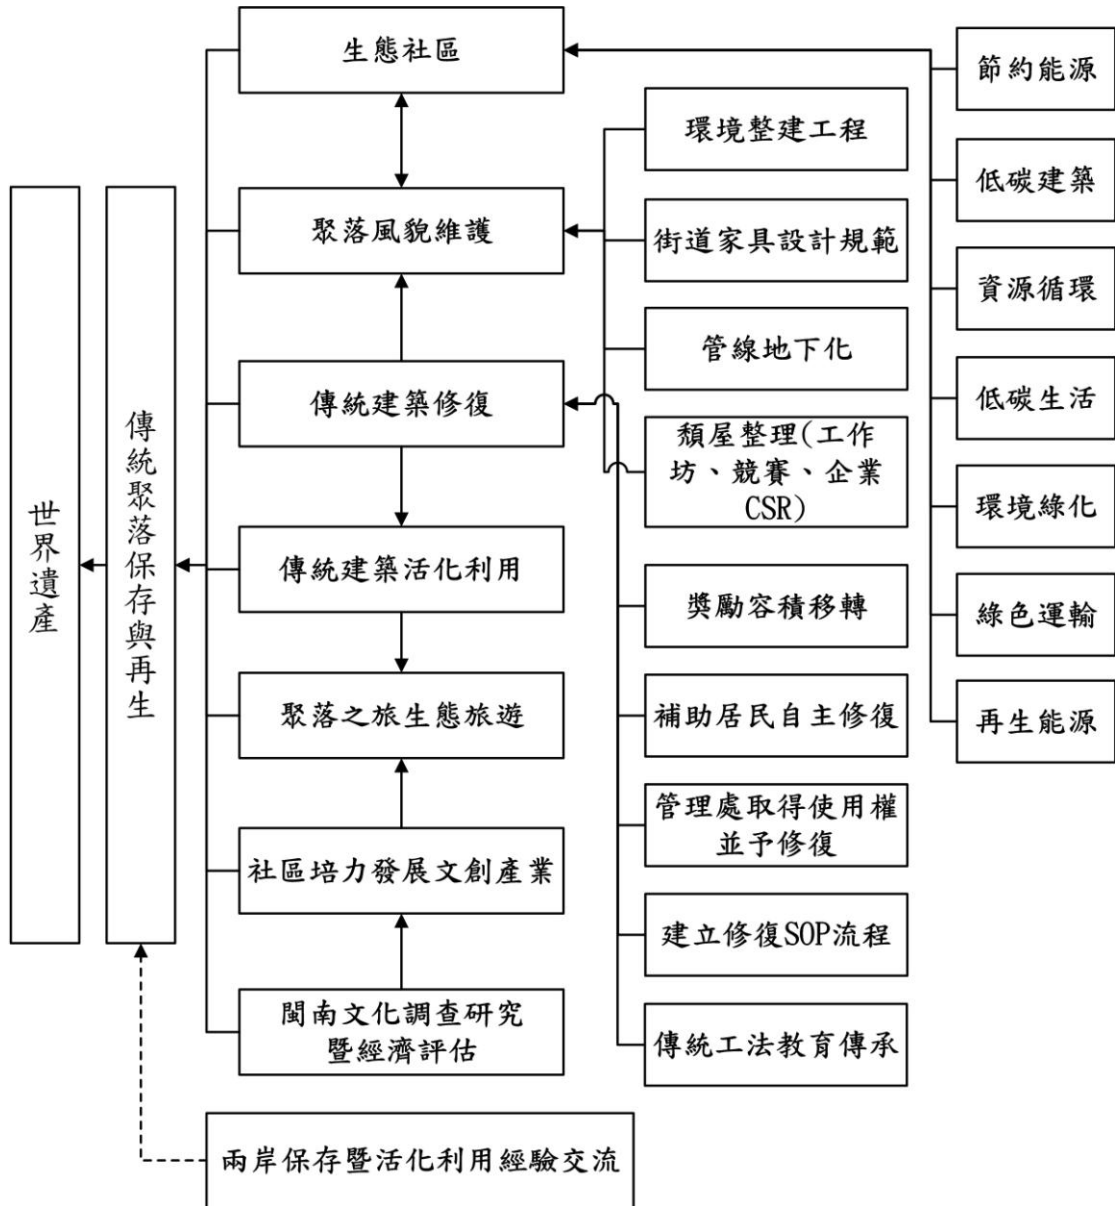 世界遺產
傳統聚落保存與再生
生態社區
聚落風貌維護
傳統建築修復
傳統建築活化利用
聚落之旅生態旅遊
社區培力發展文創產業
閩南文化調查研究
暨經濟評估
兩岸保存暨活化利用經驗交流
環境整建工程
街道家具設計規範
管線地下化
頹屋整理(工作
坊、競賽、企業
CSR)
獎勵容積移轉
補助居民自主修復
管理處取得使用權
並予修復
建立修復SOP流程
傳統工法教育傳承
節約能源
低碳建築
資源循環
低碳生活
環境綠化
綠色運輸
再生能源